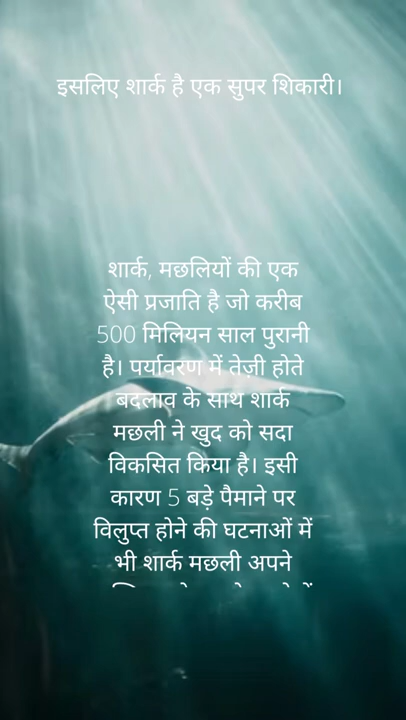 इसलिए शार्क है एक सुपर शिकारी।
शार्क, मछलियों की एक
ऐसी प्रजाति है जो करीब
500 मिलियन साल पुरानी
है। पर्यावरण में तेज़ी होते
बदलाव के साथ शार्क
मछली ने खुद को सदा
विकसित किया है। इसी
कारण 5 बड़े पैमाने पर
विलुप्त होने की घटनाओं में
भी शार्क मछली अपने